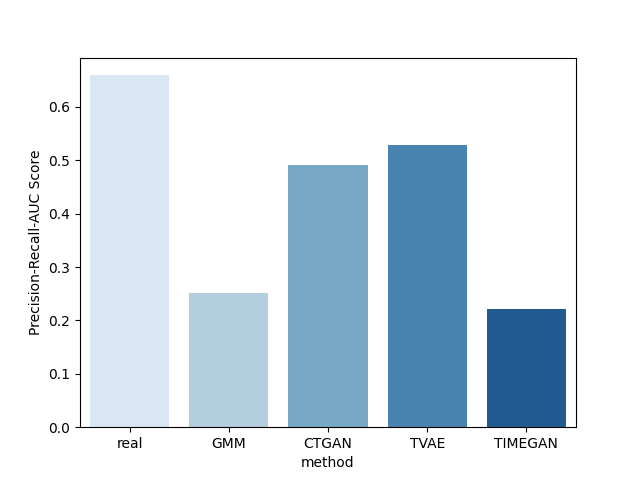 Precision-Recall-AUC Score
0.6
0.5
0.4
0.3
0.2
0.1
0.0
real GMM CTGAN TVAE TIMEGAN
method